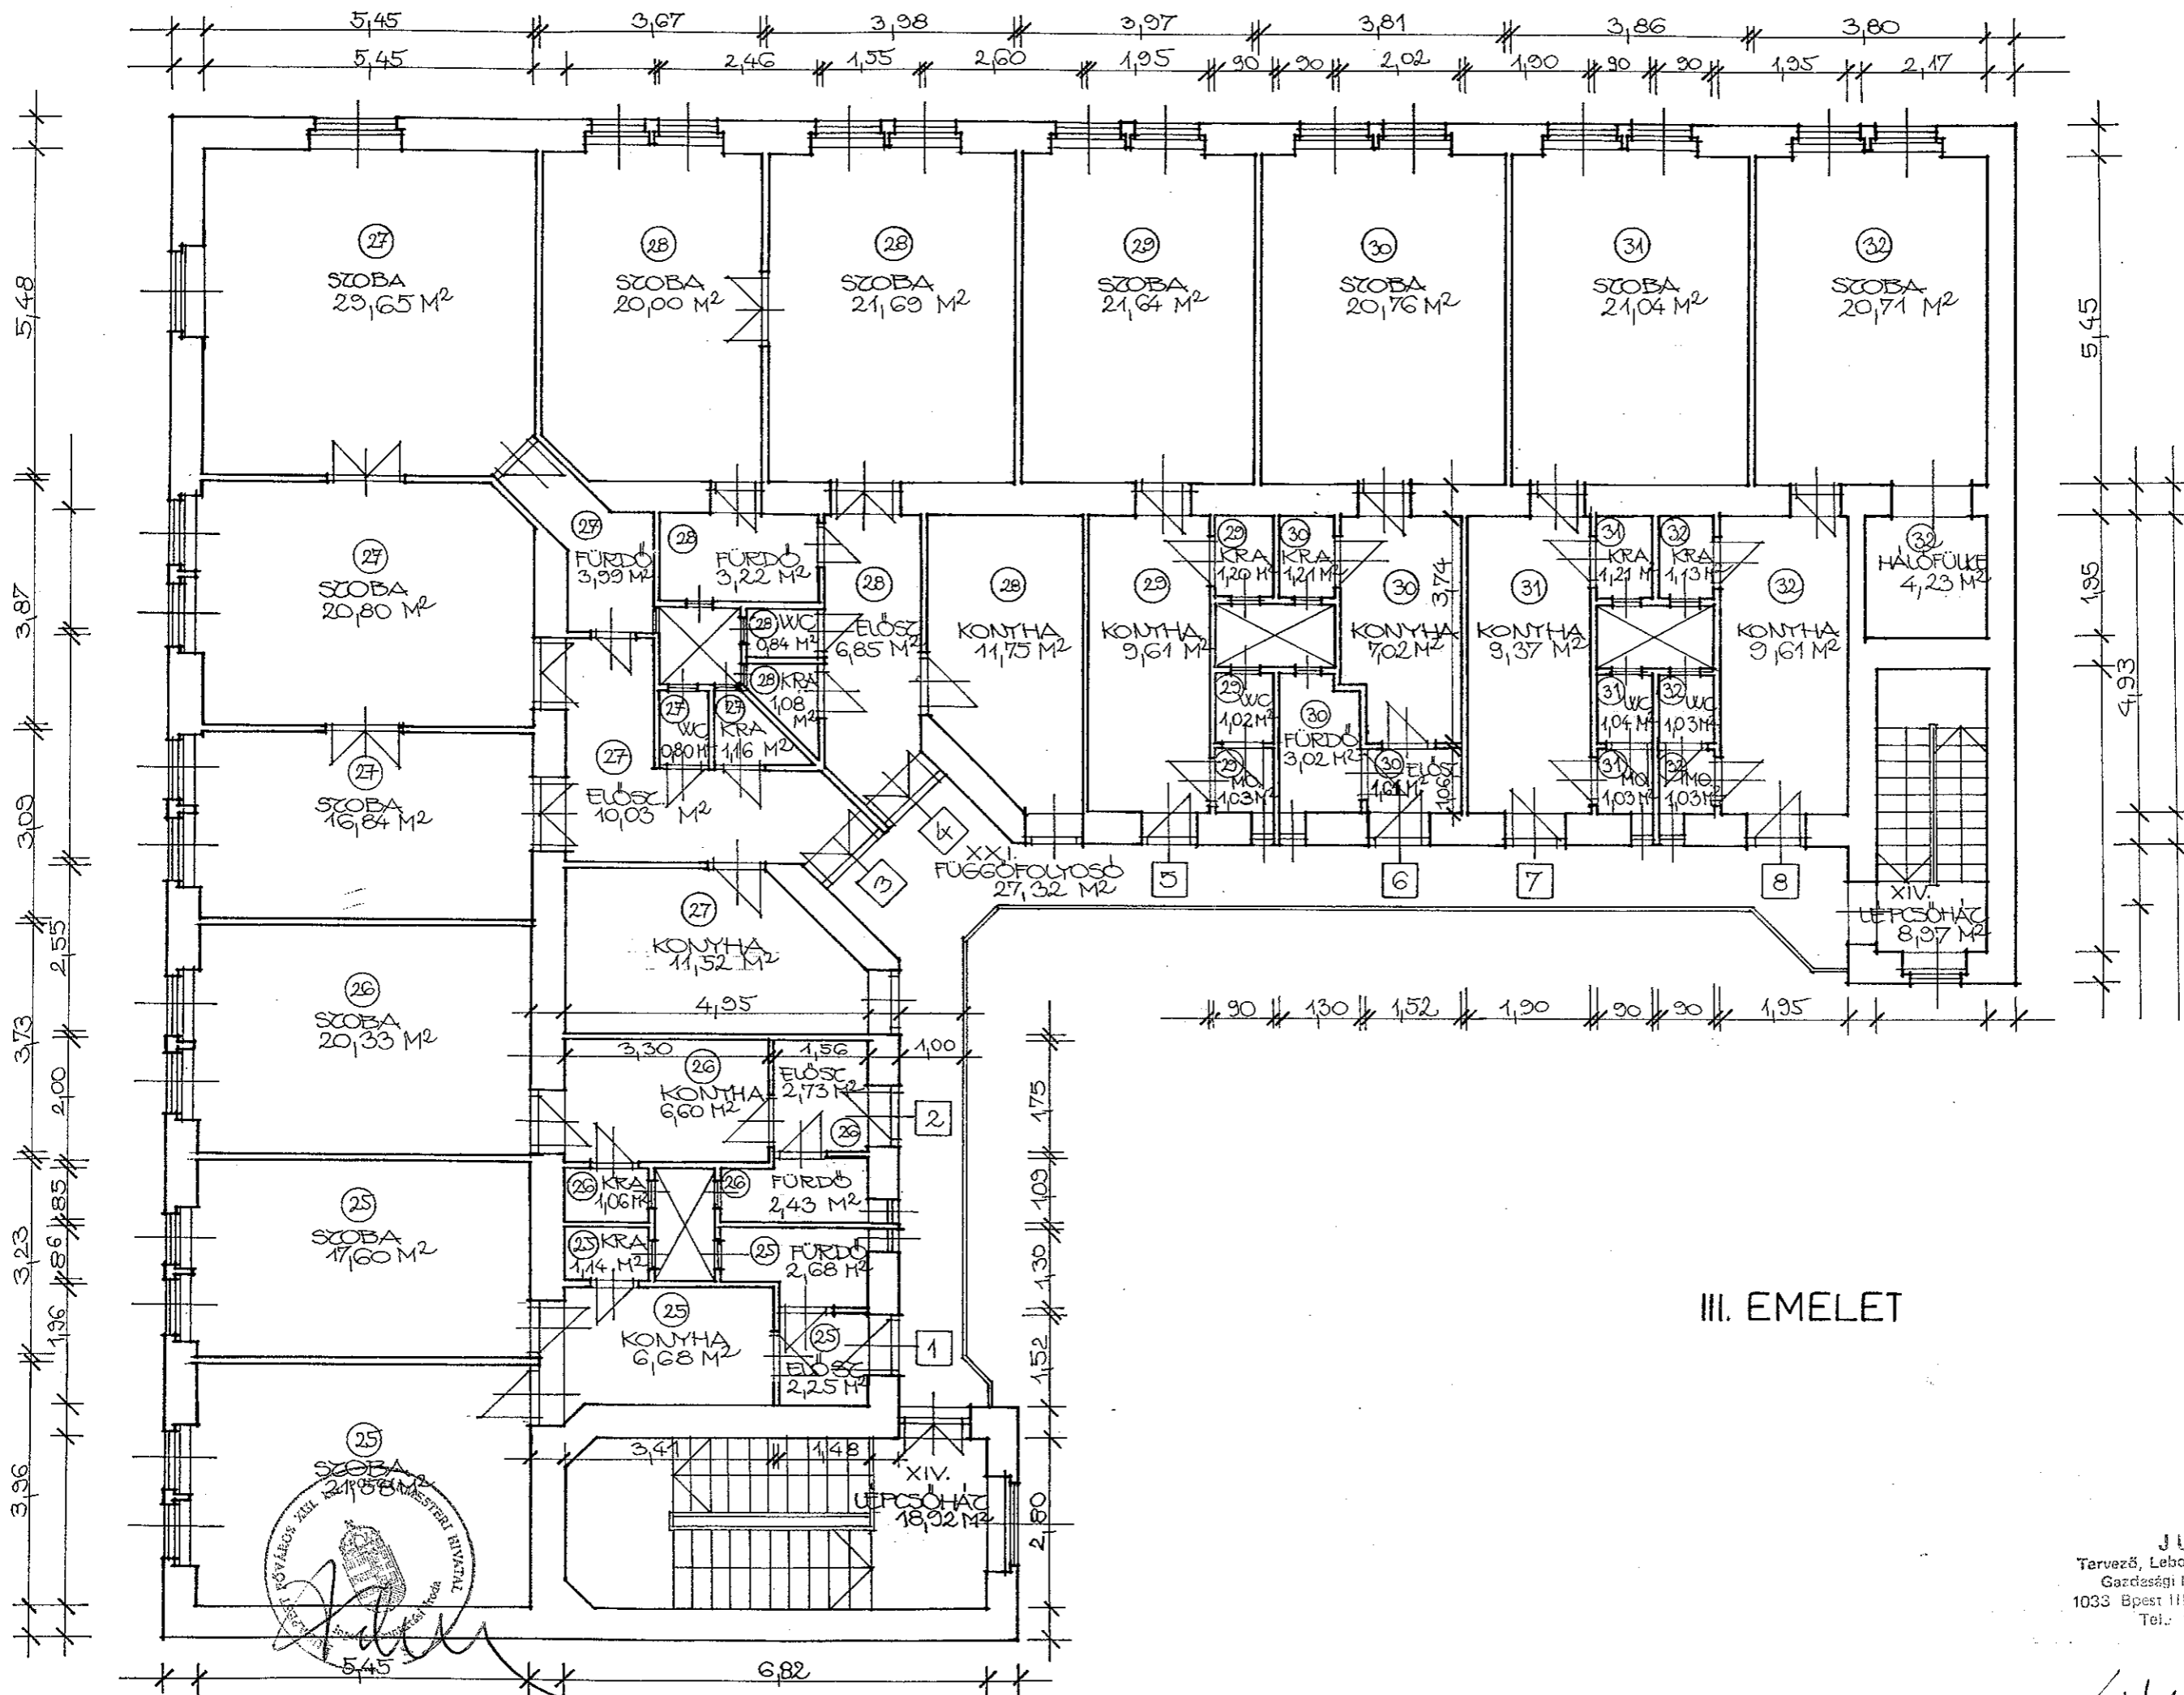 5,45 3,67 3,98 3,97 3,81 3,86 3,80
5,45 2,46 1,55 2,60 1,95 90 90 2,02 1,90 90 90 1,95 2,17
27
SZOBA
29,65 M²
28
SZOBA
20,00 M²
28
SZOBA
21,69 M²
29
SZOBA
21,64 M²
30
SZOBA
20,76 M²
31
SZOBA
21,04 M²
32
SZOBA
20,71 M²
5,48
3,87
3,09
3,73
3,23
3,96
2,55
2,00
85
86
1,96
5,45
1,95
4,93
27
SZOBA
20,80 M²
27
FÜRDŐ
3,99 M²
28
FÜRDŐ
3,22 M²
28 WC
0,84 M²
28 KRA
1,08
M²
28
ELŐSZ
6,85 M²
28
KONYHA
11,75 M²
29
KONYHA
9,61 M²
29
KRA
1,20 M²
30
KRA
1,21 M²
30
KONYHA
7,02 M²
3,74
31
KONYHA
9,37 M²
31
KRA
1,21 M²
32
KRA
1,13 M²
32
KONYHA
9,61 M²
32
HÁLÓFÜLKE
4,23 M²
27
WC
0,80 M²
27
KRA
1,16 M²
29
WC
1,02 M²
29
MO.
1,03 M²
30
FÜRDŐ
3,02 M²
30
ELŐSZ
1,61 M²
1,06
31
WC
1,04 M²
32
WC
1,03 M²
31
MO.
1,03 M²
32
MO.
1,03 M²
27
SZOBA
16,84 M²
27
ELŐSZ.
10,03 M²
3
XXI.
FÜGGŐFOLYOSÓ
27,32 M²
5
6
7
8
XIV.
LÉPCSŐHÁZ
8,97 M²
27
KONYHA
11,52 M²
4,95
90 1,30 1,52 1,90 90 90 1,95
26
SZOBA
20,33 M²
3,30 1,56 1,00
26
KONYHA
6,60 M²
ELŐSZ
2,73 M²
26
2
26 KRA
1,06 M²
26
FÜRDŐ
2,43 M²
25
SZOBA
17,60 M²
25 KRA
1,14 M²
25 FÜRDŐ
2,68 M²
25
KONYHA
6,68 M²
25
ELŐSZ
2,25 M²
1
1,75
1,09
1,30
1,52
2,80
III. EMELET
25
SZOBA
21,58 M²
3,41 1,48
XIV.
LÉPCSŐHÁZ
18,92 M²
5,45 6,82
Gazdasági
1033 Bpest III
Tel.: